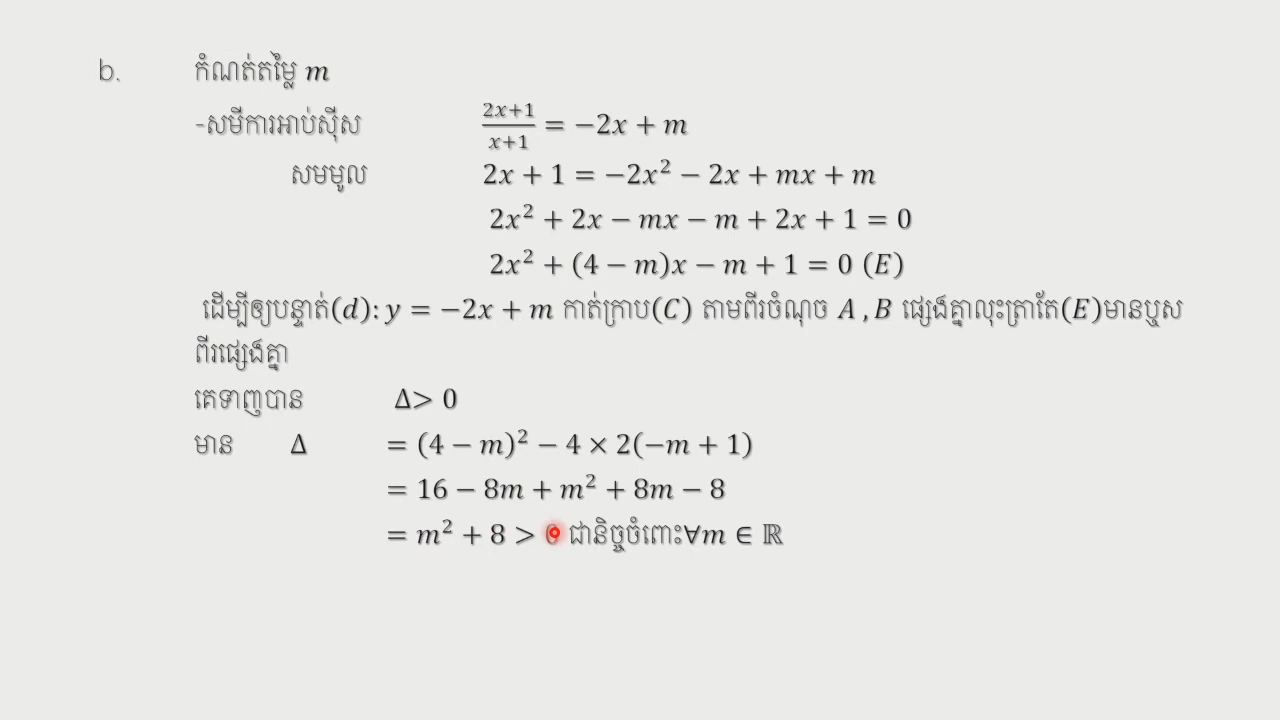 b. កំណត់តម្លៃ m
-សមីការអាប់ស៊ីស (2x+1)/(x+1) = −2x + m
សមមូល 2x + 1 = −2x² − 2x + mx + m
2x² + 2x − mx − m + 2x + 1 = 0
2x² + (4 − m)x − m + 1 = 0 (E)
ដើម្បីឲ្យបន្ទាត់(d): y = −2x + m កាត់ក្រាប(C) តាមពីរចំណុច A , B ផ្សេងគ្នាលុះត្រាតែ(E)មានឬស
ពីរផ្សេងគ្នា
គេទាញបាន Δ> 0
មាន Δ = (4 − m)² − 4 × 2(−m + 1)
= 16 − 8m + m² + 8m − 8
= m² + 8 > 0 ជានិច្ចចំពោះ∀m ∈ ℝ